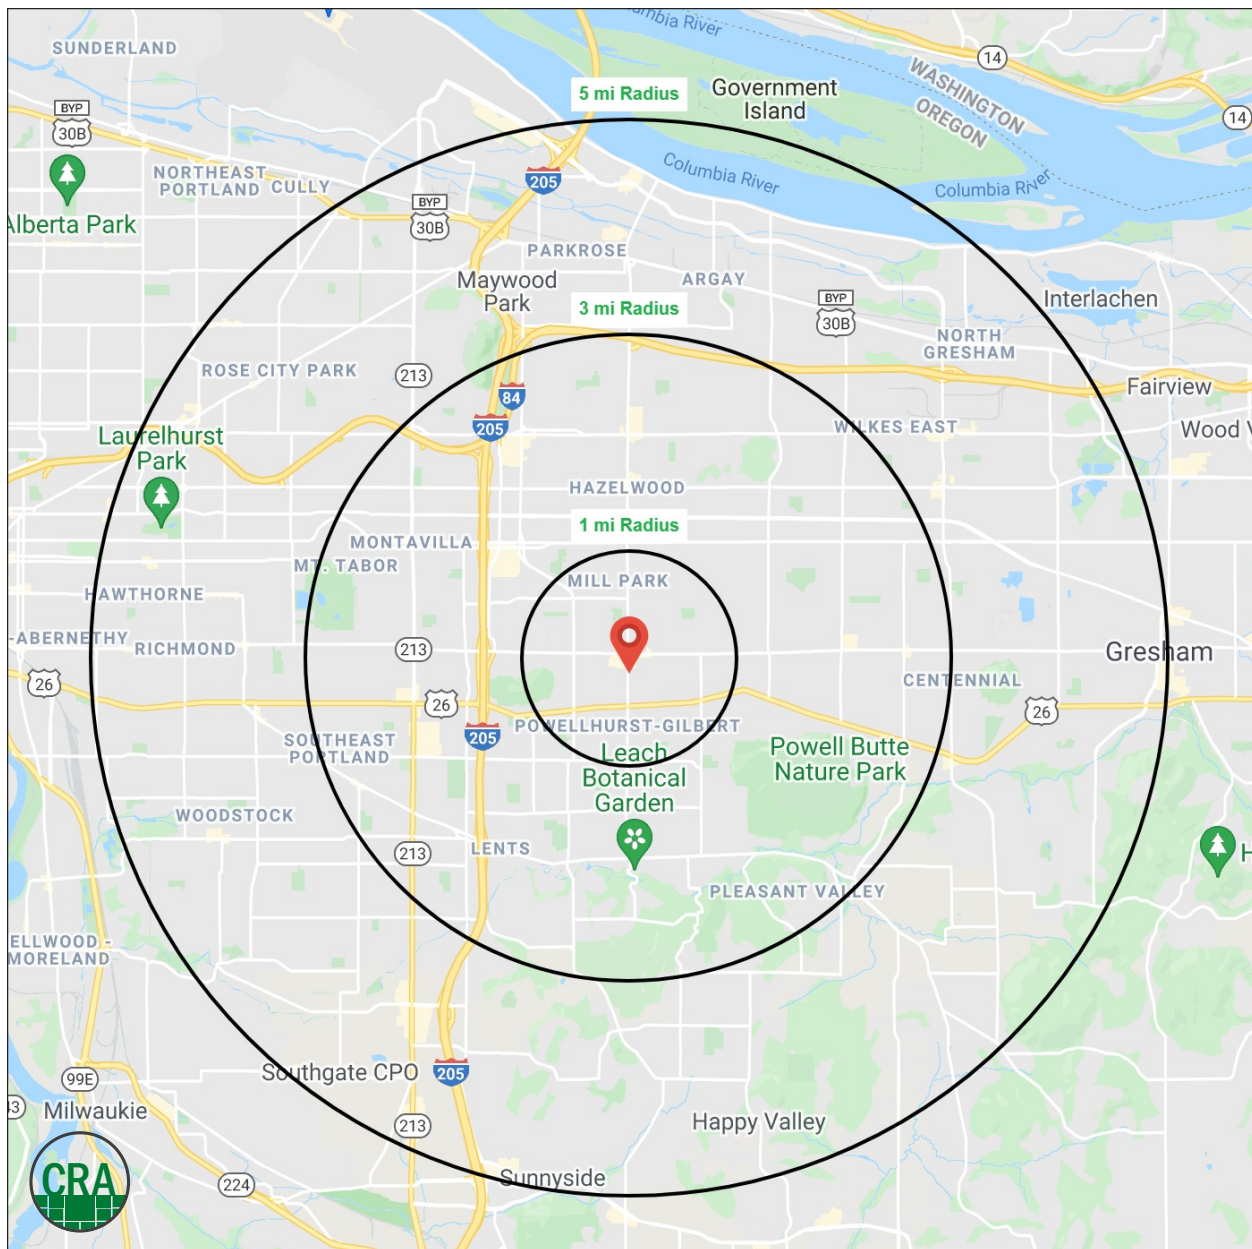 Columbia River
SUNDERLAND
14
WASHINGTON
OREGON
5 mi Radius
Government
Island
14
BYP
30B
Columbia River
Columbia River
NORTHEAST
PORTLAND
CULLY
205
BYP
30B
Alberta Park
PARKROSE
Maywood
Park
ARGAY
Interlachen
BYP
30B
3 mi Radius
NORTH
GRESHAM
ROSE CITY PARK
213
84
Fairview
205
WILKES EAST
Wood V
Laurelhurst
Park
HAZELWOOD
1 mi Radius
MONTAVILLA
MT. TABOR
MILL PARK
HAWTHORNE
-ABERNETHY
RICHMOND
213
Gresham
26
CENTENNIAL
26
26
POWELLHURST-GILBERT
205
SOUTHEAST
PORTLAND
Leach
Botanical
Garden
Powell Butte
Nature Park
WOODSTOCK
213
LENTS
H
PLEASANT VALLEY
ELLWOOD -
MORELAND
Southgate CPO
205
99E
43
Milwaukie
213
Happy Valley
CRA
224
Sunnyside